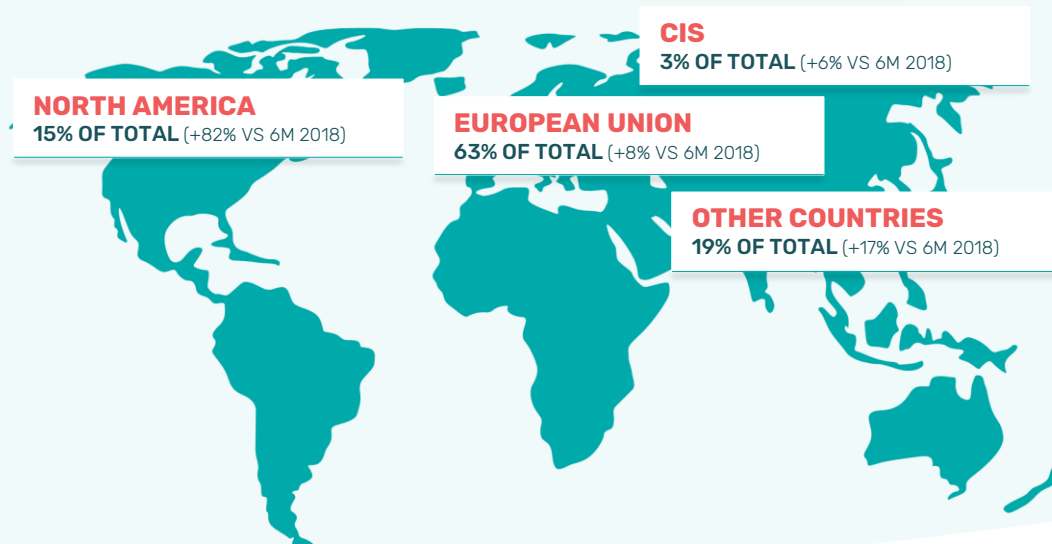 CIS
3% OF TOTAL (+6% VS 6M 2018)
NORTH AMERICA
15% OF TOTAL (+82% VS 6M 2018)
EUROPEAN UNION
63% OF TOTAL (+8% VS 6M 2018)
OTHER COUNTRIES
19% OF TOTAL (+17% VS 6M 2018)